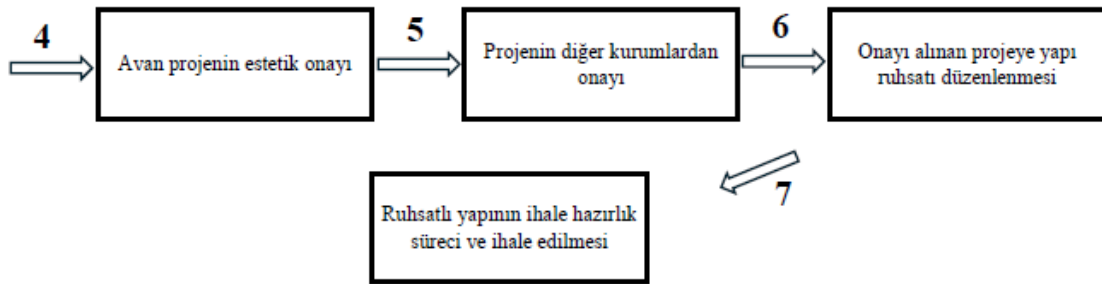 4
Avan projenin estetik onayı
5
Projenin diğer kurumlardan
onayı
6
Onayı alınan projeye yapı
ruhsatı düzenlenmesi
7
Ruhsatlı yapının ihale hazırlık
süreci ve ihale edilmesi